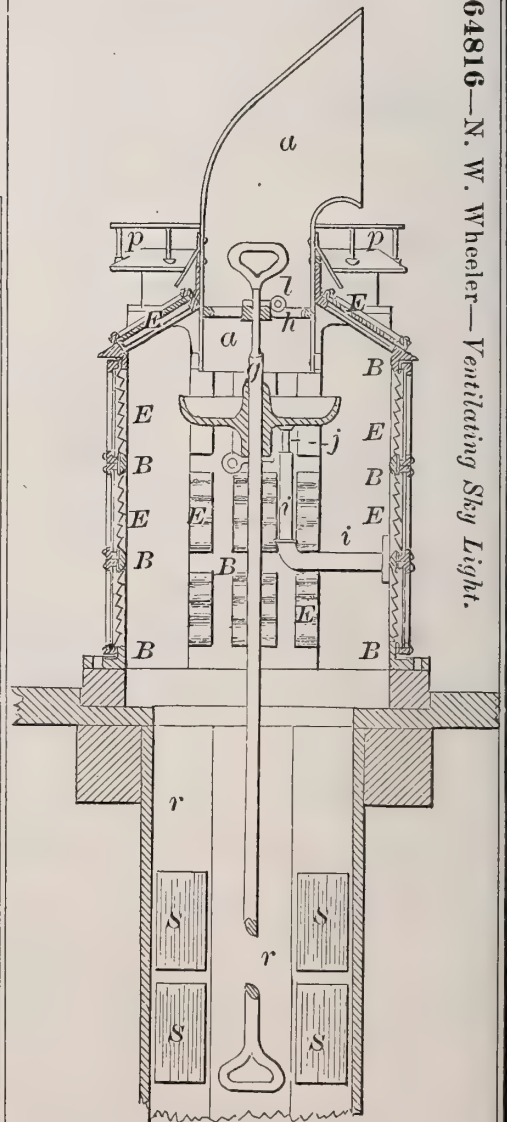 64816—N. W. Wheeler—Ventilating Sky Light.
a
p p
l
E E
h
a
g
B
E E
j
B B
E E E
i i
B B
E
B B
r
s s
r
s s